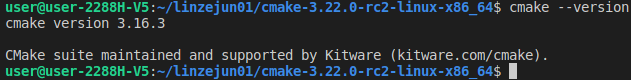 user@user-2288H-V5:~/linzejun01/cmake-3.22.0-rc2-linux-x86_64$ cmake --version
cmake version 3.16.3

CMake suite maintained and supported by Kitware (kitware.com/cmake).
user@user-2288H-V5:~/linzejun01/cmake-3.22.0-rc2-linux-x86_64$